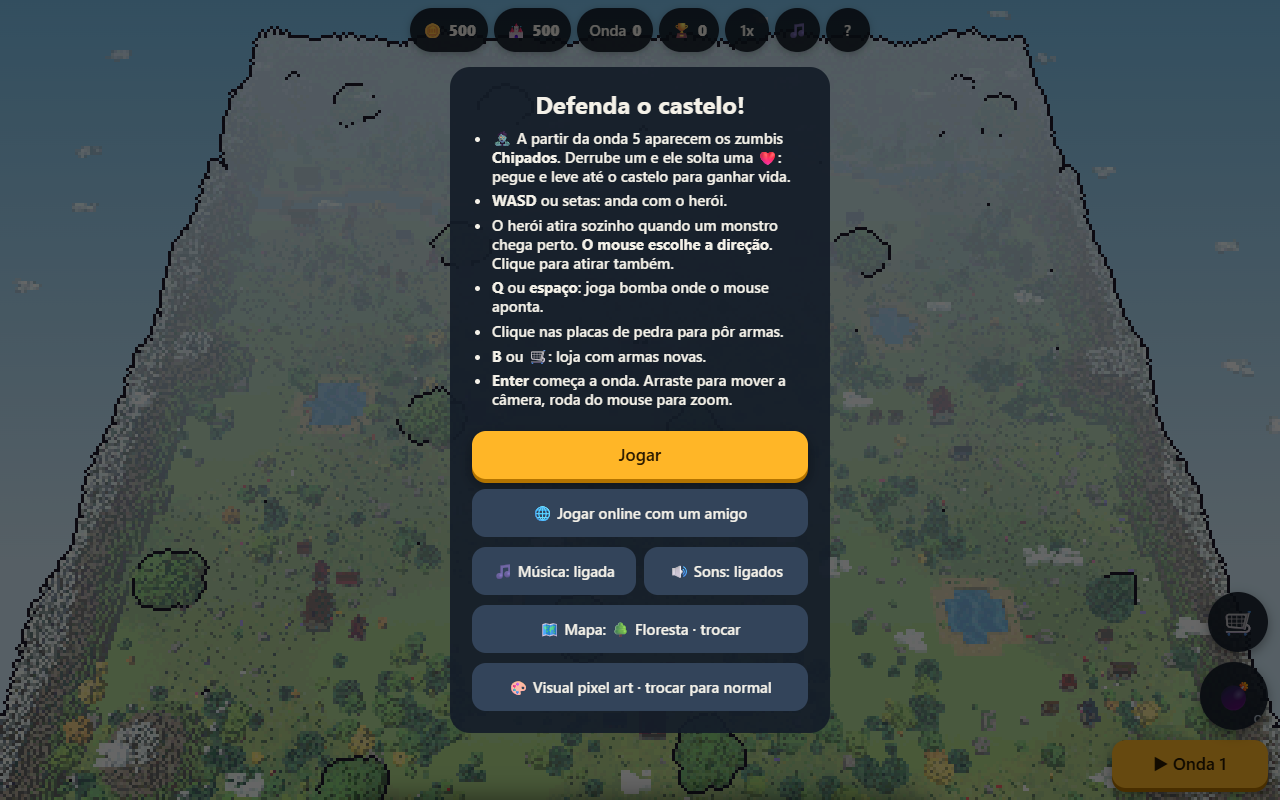 500
500
Onda 0
0
1x
?
Defenda o castelo!
A partir da onda 5 aparecem os zumbis
Chipados. Derrube um e ele solta uma ❤️:
pegue e leve até o castelo para ganhar vida.
WASD ou setas: anda com o herói.
O herói atira sozinho quando um monstro
chega perto. O mouse escolhe a direção.
Clique para atirar também.
Q ou espaço: joga bomba onde o mouse
aponta.
Clique nas placas de pedra para pôr armas.
B ou 🛒: loja com armas novas.
Enter começa a onda. Arraste para mover a
câmera, roda do mouse para zoom.
Jogar
Jogar online com um amigo
Música: ligada
Sons: ligados
Mapa: 🌳 Floresta · trocar
Visual pixel art · trocar para normal
▶ Onda 1